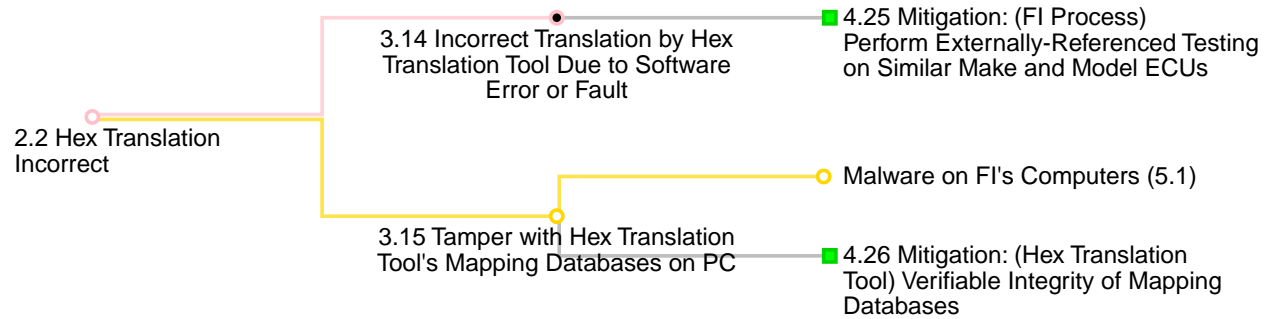 2.2 Hex Translation
Incorrect
3.14 Incorrect Translation by Hex
Translation Tool Due to Software
Error or Fault
4.25 Mitigation: (FI Process)
Perform Externally-Referenced Testing
on Similar Make and Model ECUs
3.15 Tamper with Hex Translation
Tool's Mapping Databases on PC
Malware on FI's Computers (5.1)
4.26 Mitigation: (Hex Translation
Tool) Verifiable Integrity of Mapping
Databases